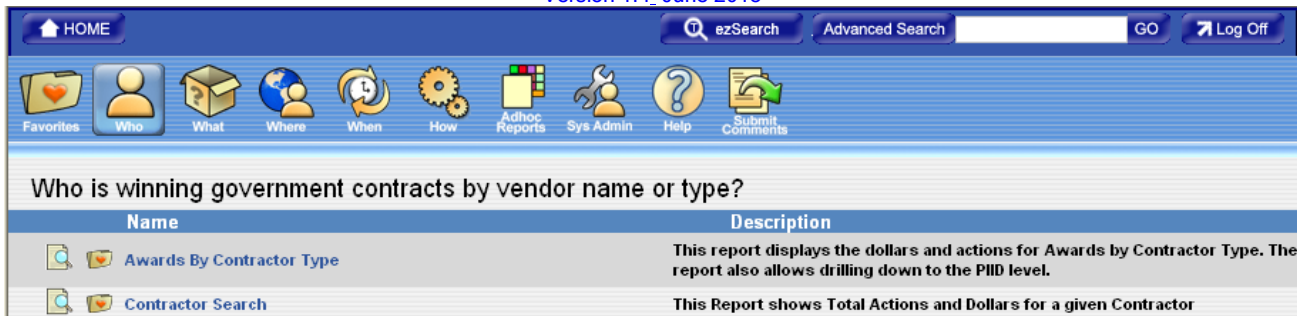 HOME
ezSearch
Advanced Search
GO
Log Off
Favorites
Who
What
Where
When
How
Adhoc
Reports
Sys Admin
Help
Submit
Comments
Who is winning government contracts by vendor name or type?
Name Description
Awards By Contractor Type
This report displays the dollars and actions for Awards by Contractor Type. The
report also allows drilling down to the PIID level.
Contractor Search
This Report shows Total Actions and Dollars for a given Contractor